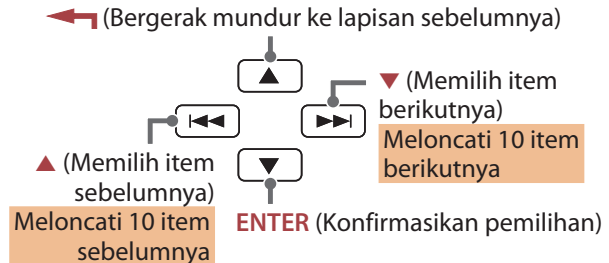 (Bergerak mundur ke lapisan sebelumnya)
▼ (Memilih item
berikutnya)
Meloncati 10 item
berikutnya
▲ (Memilih item
sebelumnya)
Meloncati 10 item
sebelumnya
ENTER (Konfirmasikan pemilihan)